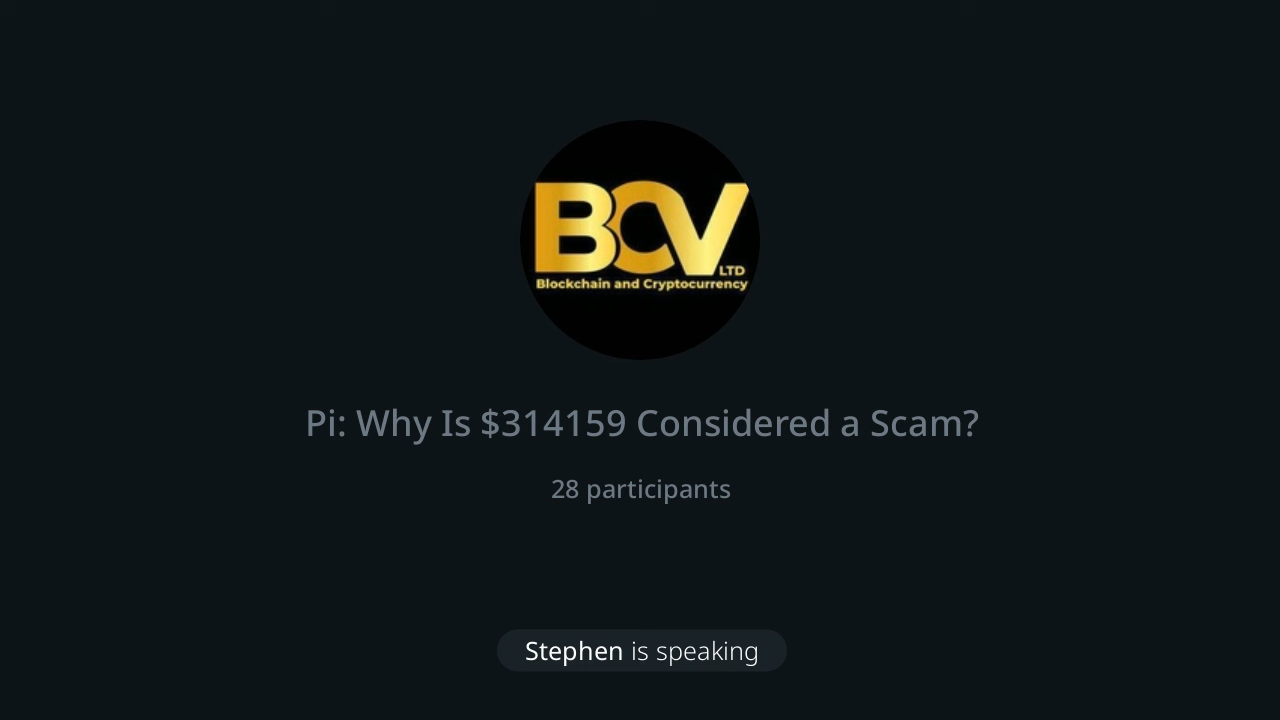 BCV
LTD
Blockchain and Cryptocurrency
Pi: Why Is $314159 Considered a Scam?
28 participants
Stephen is speaking